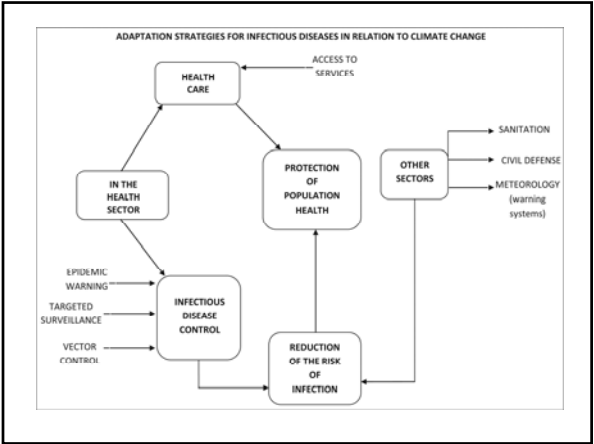 ADAPTATION STRATEGIES FOR INFECTIOUS DISEASES IN RELATION TO CLIMATE CHANGE
ACCESS TO
SERVICES
HEALTH
CARE
SANITATION
CIVIL DEFENSE
METEOROLOGY
(warning
systems)
OTHER
SECTORS
PROTECTION
OF
POPULATION
HEALTH
IN THE
HEALTH
SECTOR
EPIDEMIC
WARNING
TARGETED
SURVEILLANCE
VECTOR
CONTROL
INFECTIOUS
DISEASE
CONTROL
REDUCTION
OF THE RISK
OF
INFECTION